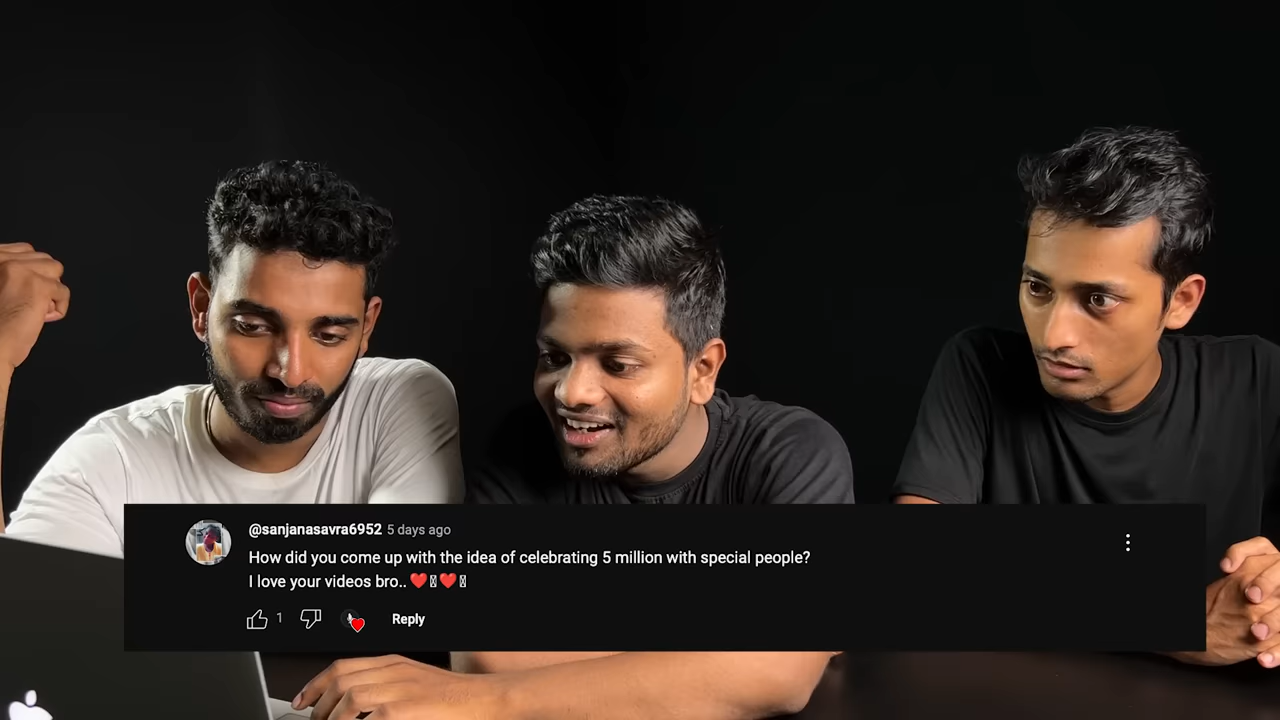 @sanjanasavra6952 5 days ago
How did you come up with the idea of celebrating 5 million with special people?
I love your videos bro.. ❤️▯❤️▯
1 Reply